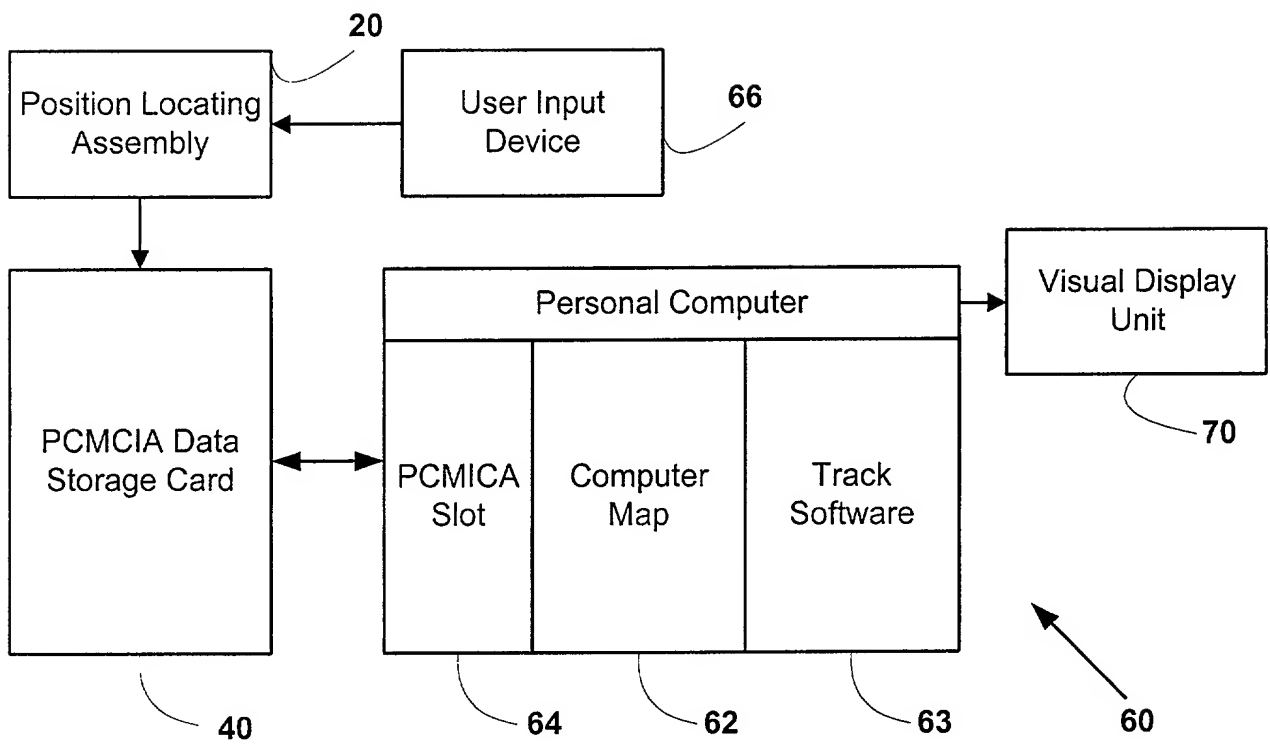 20
Position Locating
Assembly
User Input
Device
66
Visual Display
Unit
70
Personal Computer
PCMCIA Data
Storage Card
PCMICA
Slot
Computer
Map
Track
Software
40
64
62
63
60